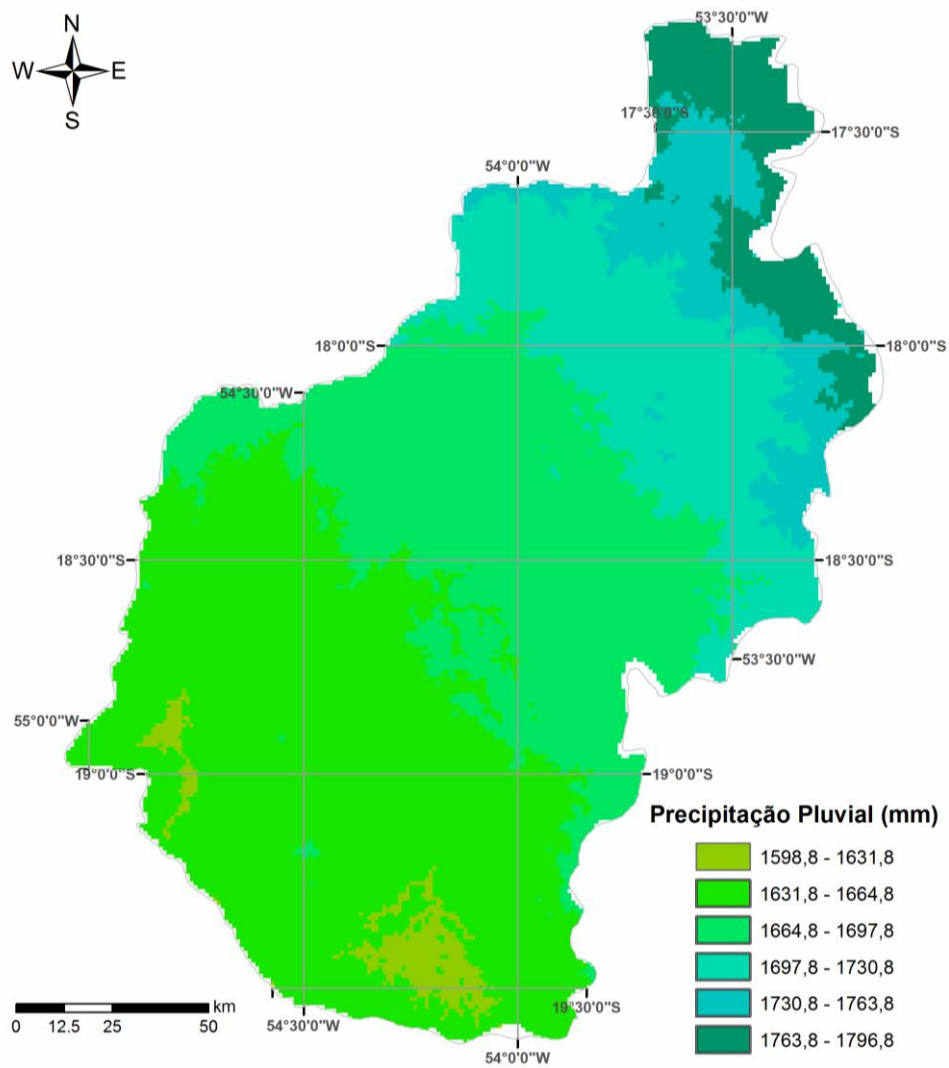 N
W E
S
53°30'0"W
17°30'0"S
17°30'0"S
54°0'0"W
18°0'0"S
18°0'0"S
54°30'0"W
18°30'0"S
18°30'0"S
53°30'0"W
55°0'0"W
19°0'0"S
19°0'0"S
Precipitação Pluvial (mm)
1598,8 - 1631,8
1631,8 - 1664,8
1664,8 - 1697,8
1697,8 - 1730,8
1730,8 - 1763,8
1763,8 - 1796,8
km
0 12.5 25 50
19°30'0"S
54°30'0"W
54°0'0"W